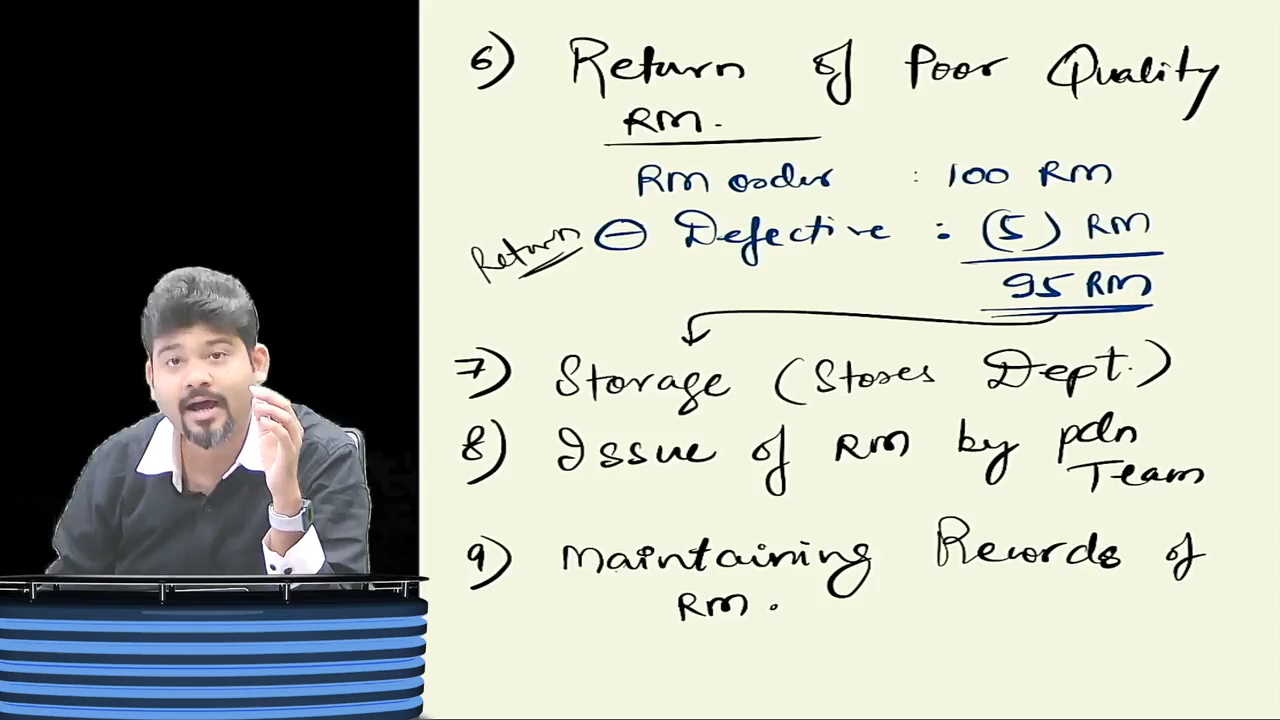 6) Return of Poor Quality
RM.
RM order : 100 RM
Return ⊖ Defective : (5) RM
95 RM
7) Storage (Stores Dept.)
8) Issue of RM by pdn
Team
9) Maintaining Records of
RM.